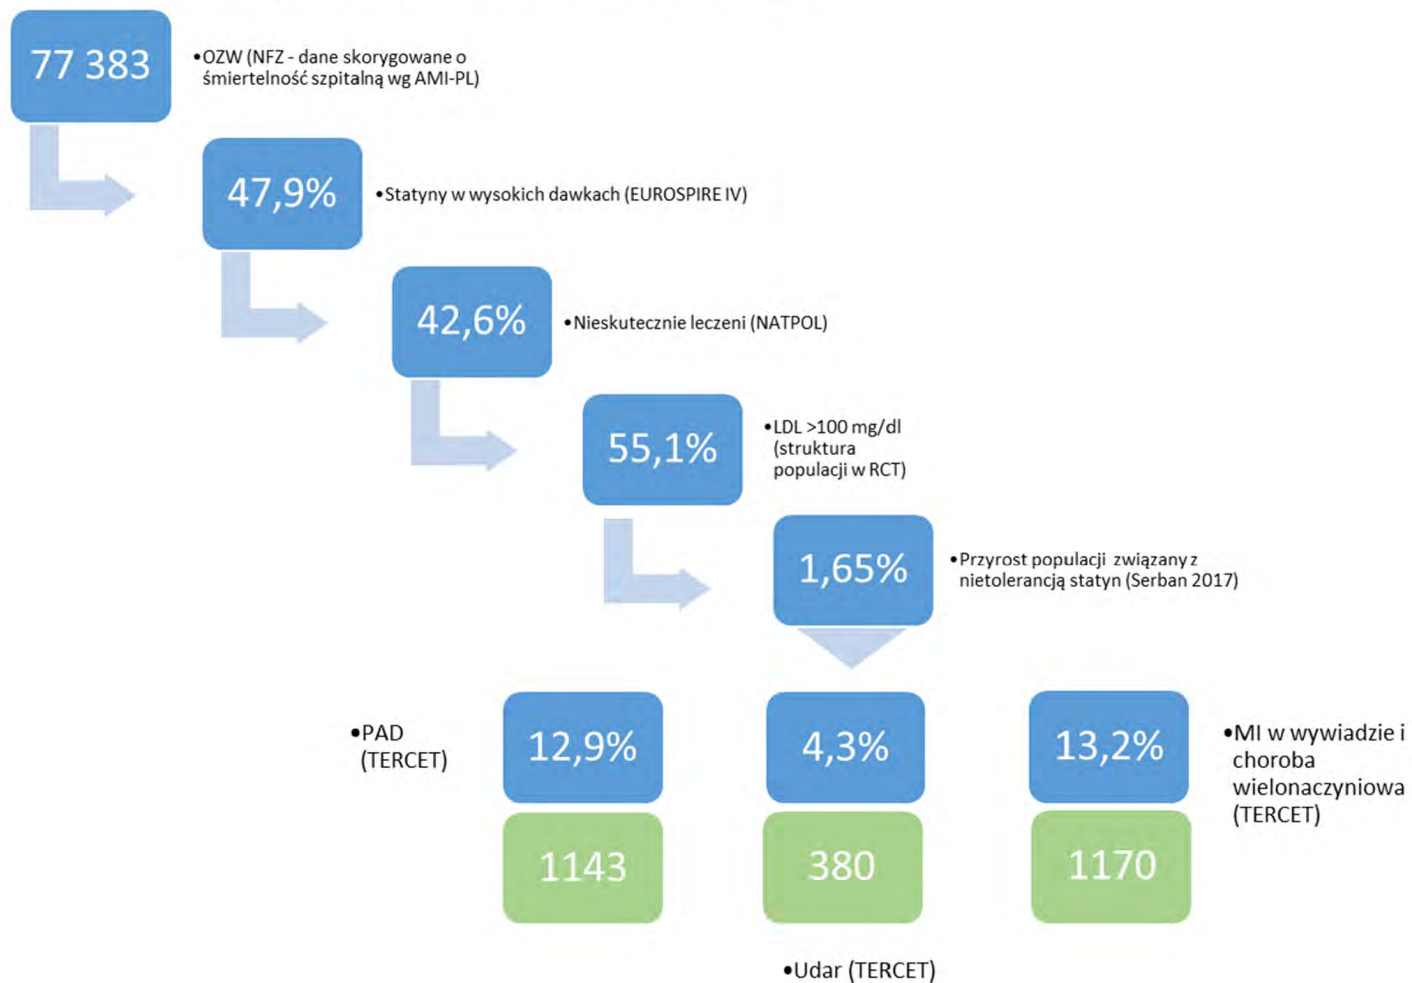 77 383
•OZW (NFZ - dane skorygowane o
śmiertelność szpitalną wg AMI-PL)
47,9%
•Statyny w wysokich dawkach (EUROSPIRE IV)
42,6%
•Nieskutecznie leczeni (NATPOL)
55,1%
•LDL >100 mg/dl
(struktura
populacji w RCT)
1,65%
•Przyrost populacji związany z
nietolerancją statyn (Serban 2017)
•PAD
(TERCET)
12,9%
4,3%
13,2%
•MI w wywiadzie i
choroba
wielonaczyniowa
(TERCET)
1143
380
1170
•Udar (TERCET)